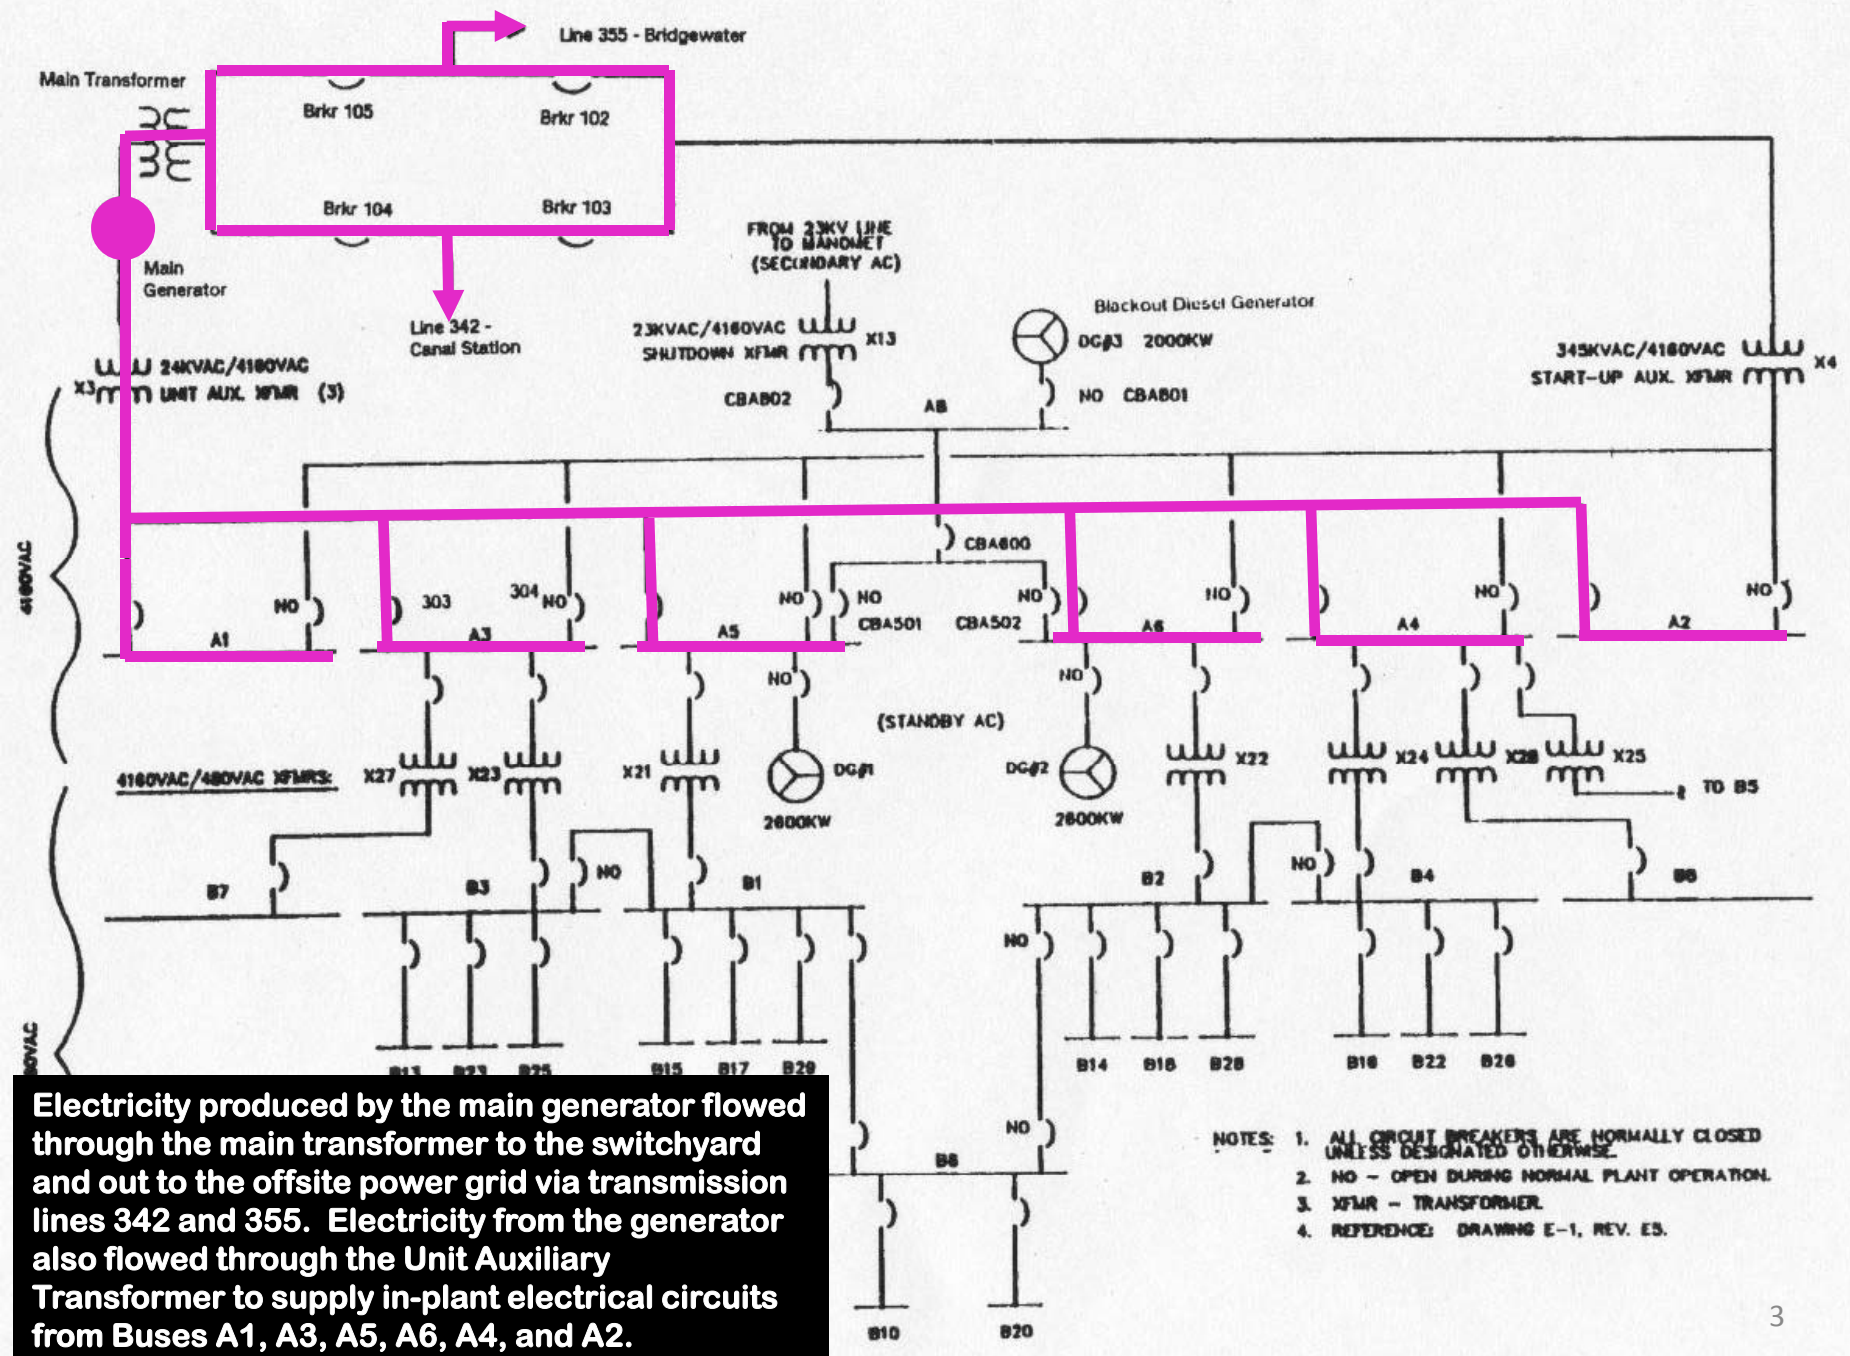 Line 355 - Bridgewater
Main Transformer
Brkr 105
Brkr 102
Brkr 104
Brkr 103
FROM 23KV LINE
TO MANOMET
(SECONDARY AC)
Main
Generator
Line 342 -
Canal Station
Blackout Diesel Generator
23KVAC/4160VAC
SHUTDOWN XFMR
X13
DG#3 2000KW
345KVAC/4160VAC
START-UP AUX. XFMR
X4
24KVAC/4160VAC
X3
UNIT AUX. XFMR (3)
CBA802
A8
NO CBA801
4160VAC
CBA600
NO
303
304
NO
NO
NO
CBA501
NO
CBA502
NO
NO
NO
A1
A3
A5
A6
A4
A2
NO
NO
(STANDBY AC)
4160VAC/480VAC XFMRS:
X27
X23
X21
DG#1
2600KW
DG#2
2600KW
X22
X24
X25
TO B5
B7
B3
NO
B1
B2
NO
B4
NO
B13
B23
B25
B15
B17
B29
B14
B18
B28
B22
B26
NO
B10
B20
NOTES: 1. ALL CIRCUIT BREAKERS ARE NORMALLY CLOSED
UNLESS DESIGNATED OTHERWISE.
2. NO - OPEN DURING NORMAL PLANT OPERATION.
3. XFMR - TRANSFORMER.
4. REFERENCE: DRAWING E-1, REV. E5.
Electricity produced by the main generator flowed
through the main transformer to the switchyard
and out to the offsite power grid via transmission
lines 342 and 355. Electricity from the generator
also flowed through the Unit Auxiliary
Transformer to supply in-plant electrical circuits
from Buses A1, A3, A5, A6, A4, and A2.
3